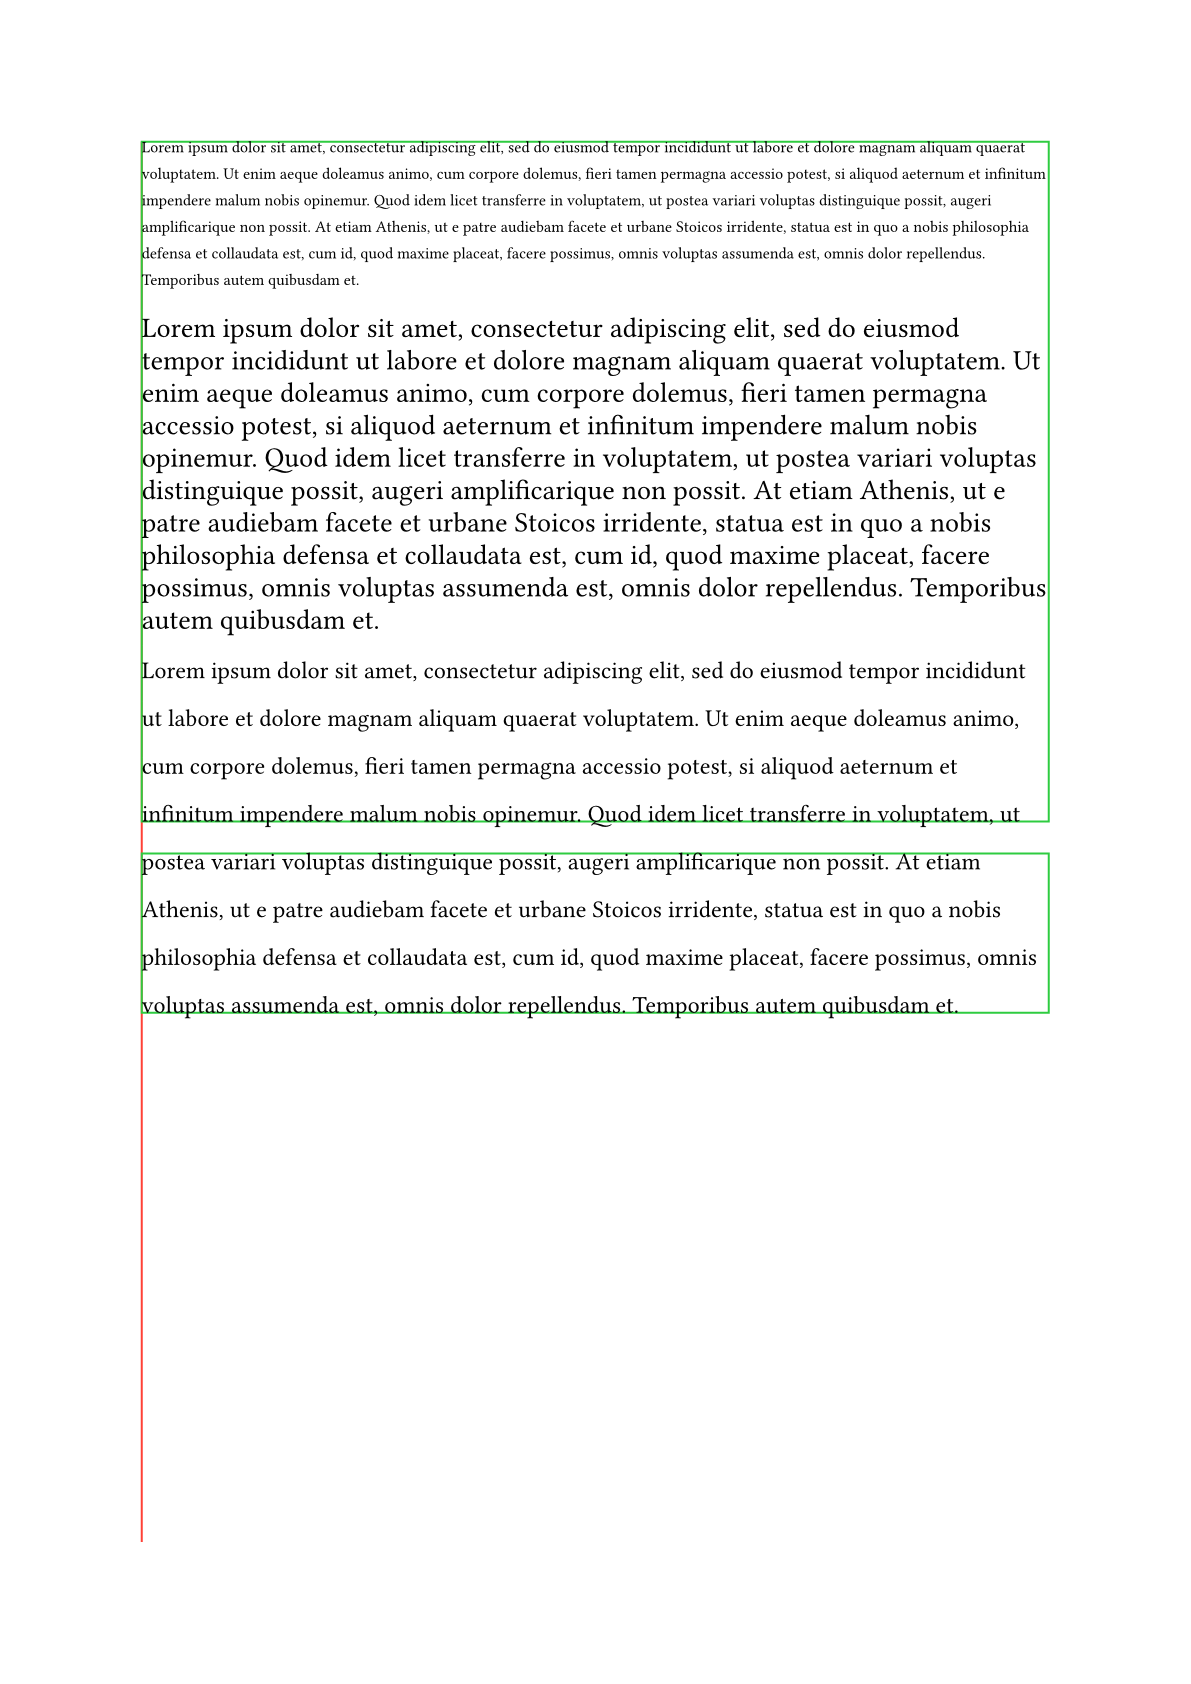 Lorem ipsum dolor sit amet, consectetur adipiscing elit, sed do eiusmod tempor incididunt ut labore et dolore magnam aliquam quaerat
voluptatem. Ut enim aeque doleamus animo, cum corpore dolemus, fieri tamen permagna accessio potest, si aliquod aeternum et infinitum
impendere malum nobis opinemur. Quod idem licet transferre in voluptatem, ut postea variari voluptas distinguique possit, augeri
amplificarique non possit. At etiam Athenis, ut e patre audiebam facete et urbane Stoicos irridente, statua est in quo a nobis philosophia
defensa et collaudata est, cum id, quod maxime placeat, facere possimus, omnis voluptas assumenda est, omnis dolor repellendus.
Temporibus autem quibusdam et.
Lorem ipsum dolor sit amet, consectetur adipiscing elit, sed do eiusmod
tempor incididunt ut labore et dolore magnam aliquam quaerat voluptatem. Ut
enim aeque doleamus animo, cum corpore dolemus, fieri tamen permagna
accessio potest, si aliquod aeternum et infinitum impendere malum nobis
opinemur. Quod idem licet transferre in voluptatem, ut postea variari voluptas
distinguique possit, augeri amplificarique non possit. At etiam Athenis, ut e
patre audiebam facete et urbane Stoicos irridente, statua est in quo a nobis
philosophia defensa et collaudata est, cum id, quod maxime placeat, facere
possimus, omnis voluptas assumenda est, omnis dolor repellendus. Temporibus
autem quibusdam et.
Lorem ipsum dolor sit amet, consectetur adipiscing elit, sed do eiusmod tempor incididunt
ut labore et dolore magnam aliquam quaerat voluptatem. Ut enim aeque doleamus animo,
cum corpore dolemus, fieri tamen permagna accessio potest, si aliquod aeternum et
infinitum impendere malum nobis opinemur. Quod idem licet transferre in voluptatem, ut
postea variari voluptas distinguique possit, augeri amplificarique non possit. At etiam
Athenis, ut e patre audiebam facete et urbane Stoicos irridente, statua est in quo a nobis
philosophia defensa et collaudata est, cum id, quod maxime placeat, facere possimus, omnis
voluptas assumenda est, omnis dolor repellendus. Temporibus autem quibusdam et.